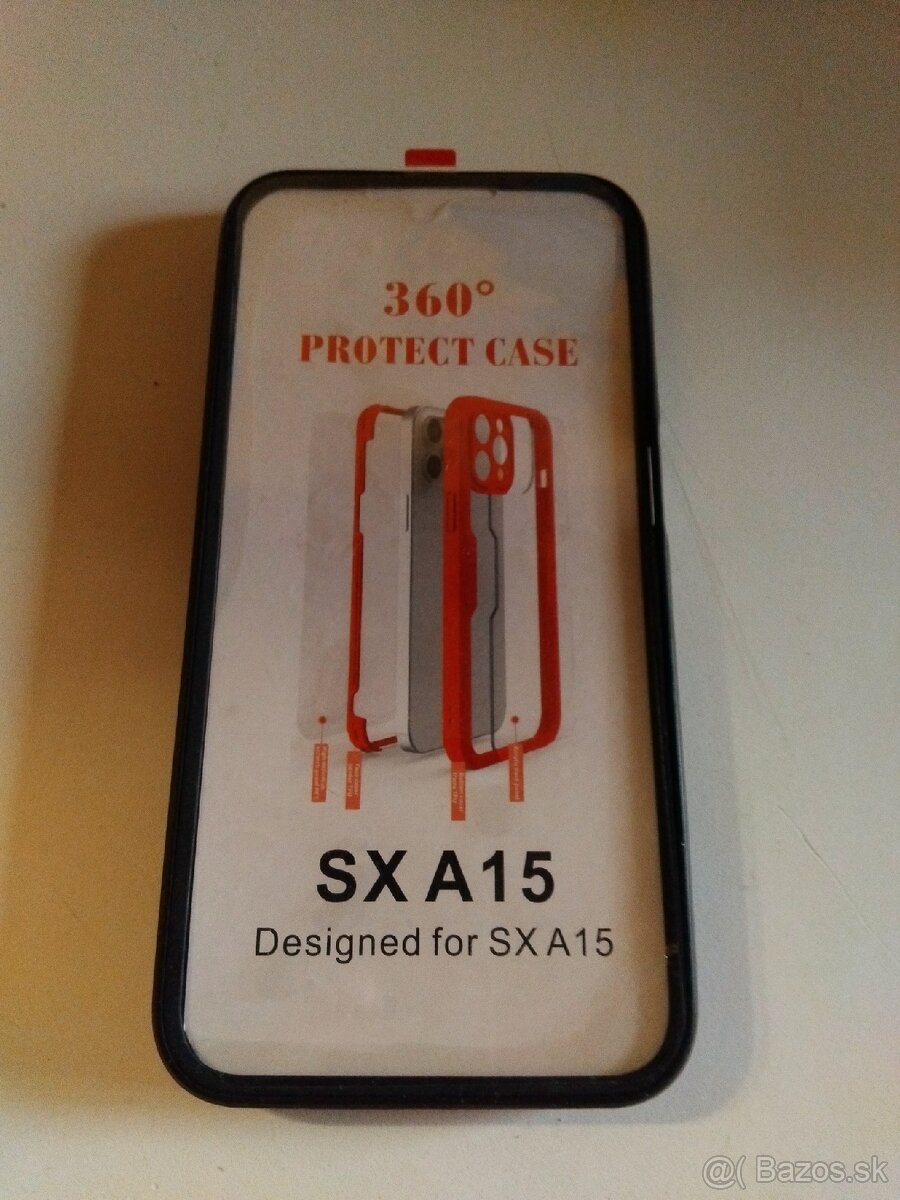 360°
PROTECT CASE
SX A15
Designed for SX A15
@( Bazos.sk